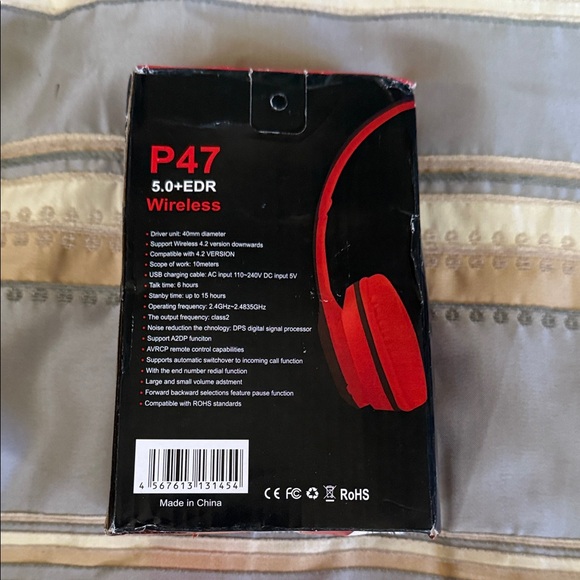 P47
5.0+EDR
Wireless
· Driver unit: 40mm diameter
· Support Wireless 4.2 version downwards
· Compatible with 4.2 VERSION
· Scope of work: 10meters
· USB charging cable: AC input 110~240V DC input 5V
· Talk time: 6 hours
· Stanby time: up to 15 hours
· Operating frequency: 2.4GHz~2.4835GHz
· The output frequency: class2
· Noise reduction the chnology: DPS digital signal processor
· Support A2DP funciton
· AVRCP remote control capabilities
· Supports automatic switchover to incoming call function
· With the end number redial function
· Large and small volume adstment
· Forward backward selections feature pause function
· Compatible with ROHS standards
4 567613 131454
Made in China
CE FC RoHS